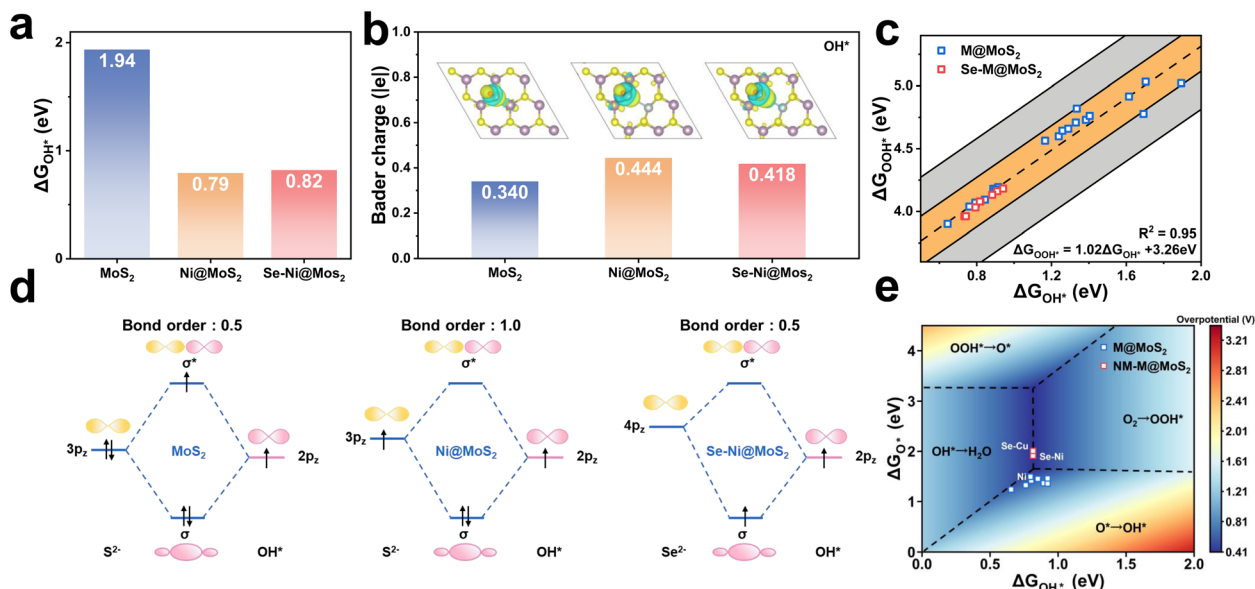 a
2
1
0
ΔG_OH* (eV)
1.94
0.79
0.82
MoS₂
Ni@MoS₂
Se-Ni@Mos₂
b
1.0
0.8
0.6
0.4
0.2
0.0
Bader charge (|e|)
OH*
0.340
0.444
0.418
MoS₂
Ni@MoS₂
Se-Ni@Mos₂
c
M@MoS₂
Se-M@MoS₂
5.0
4.5
4.0
ΔG_OOH* (eV)
R² = 0.95
ΔG_OOH* = 1.02ΔG_OH* +3.26eV
0.8 1.2 1.6 2.0
ΔG_OH* (eV)
d
Bond order : 0.5
σ*
3p_z
MoS₂
2p_z
σ
S²⁻
OH*
Bond order : 1.0
σ*
3p_z
Ni@MoS₂
2p_z
σ
S²⁻
OH*
Bond order : 0.5
σ*
4p_z
Se-Ni@MoS₂
2p_z
σ
Se²⁻
OH*
e
Overpotential (V)
OOH*→O*
M@MoS₂
NM-M@MoS₂
O₂→OOH*
OH*→H₂O
Se-Cu
Se-Ni
Ni
O*→OH*
4
3
2
1
0
ΔG_O* (eV)
0.0 0.5 1.0 1.5 2.0
ΔG_OH* (eV)
3.21
2.81
2.41
2.01
1.61
1.21
0.81
0.41